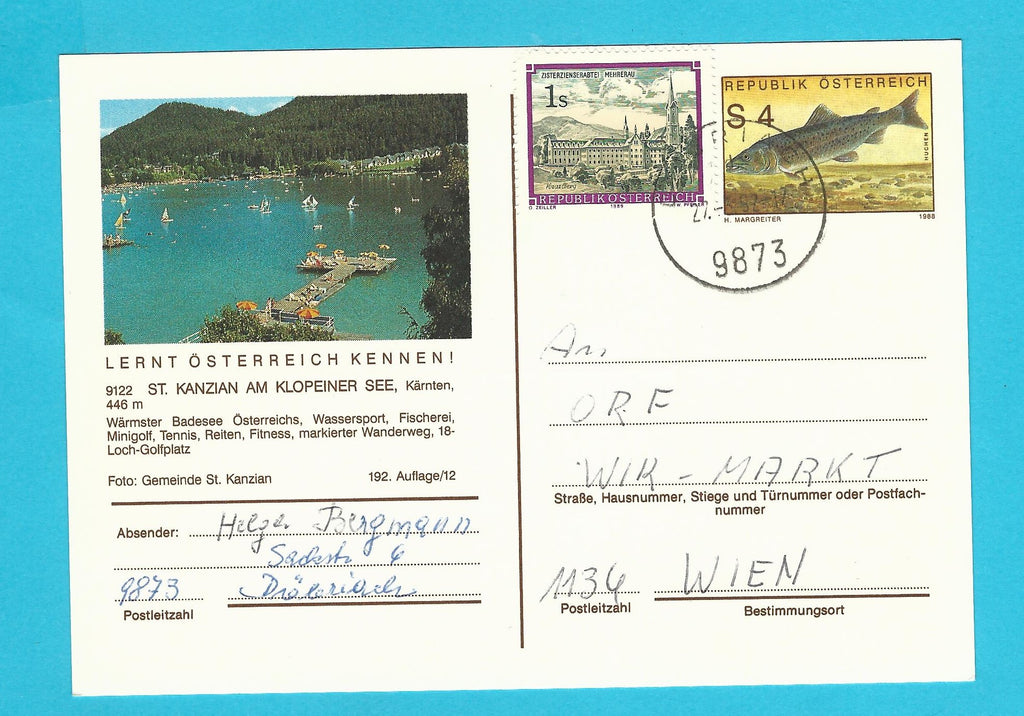 ZISTERZIENSERABTEI MEHRERAU
1s
REPUBLIK ÖSTERREICH
O. ZEILLER 1989
REPUBLIK ÖSTERREICH
S 4
HUCHEN
H. MARGREITER 1988
9873
LERNT ÖSTERREICH KENNEN!
9122 ST. KANZIAN AM KLOPEINER SEE, Kärnten,
446 m
Wärmster Badesee Österreichs, Wassersport, Fischerei,
Minigolf, Tennis, Reiten, Fitness, markierter Wanderweg, 18-
Loch-Golfplatz
Foto: Gemeinde St. Kanzian 192. Auflage/12
Absender: Helga Bergmann
6
9873 Döbriach
Postleitzahl
An
ORF
WIR - MARKT
Straße, Hausnummer, Stiege und Türnummer oder Postfach-
nummer
1136 WIEN
Postleitzahl Bestimmungsort